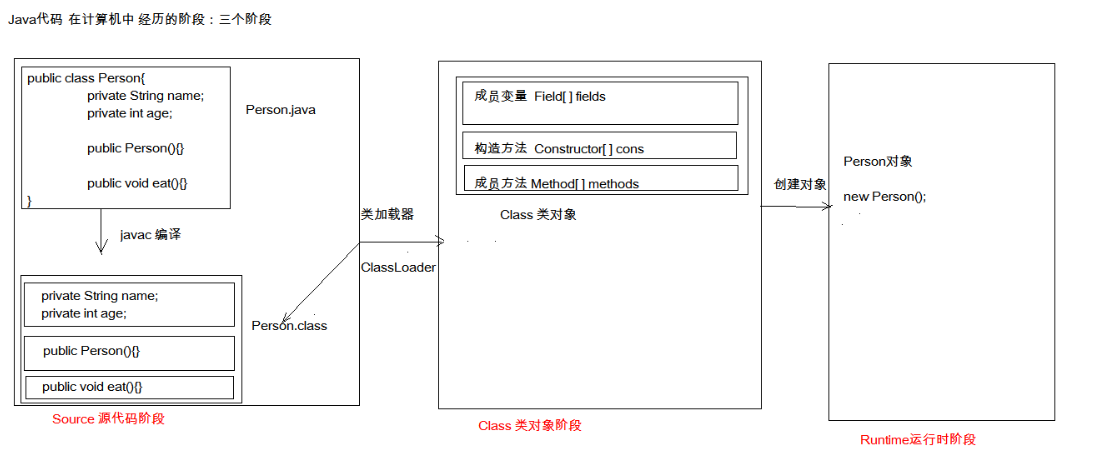 Java代码 在计算机中 经历的阶段：三个阶段
public class Person{
private String name;
private int age;
public Person(){}
public void eat(){}
}
Person.java
javac 编译
private String name;
private int age;
public Person(){}
public void eat(){}
Person.class
Source 源代码阶段
类加载器
ClassLoader
成员变量 Field[ ] fields
构造方法 Constructor[ ] cons
成员方法 Method[ ] methods
Class 类对象
Class 类对象阶段
创建对象
Person对象
new Person();
Runtime运行时阶段